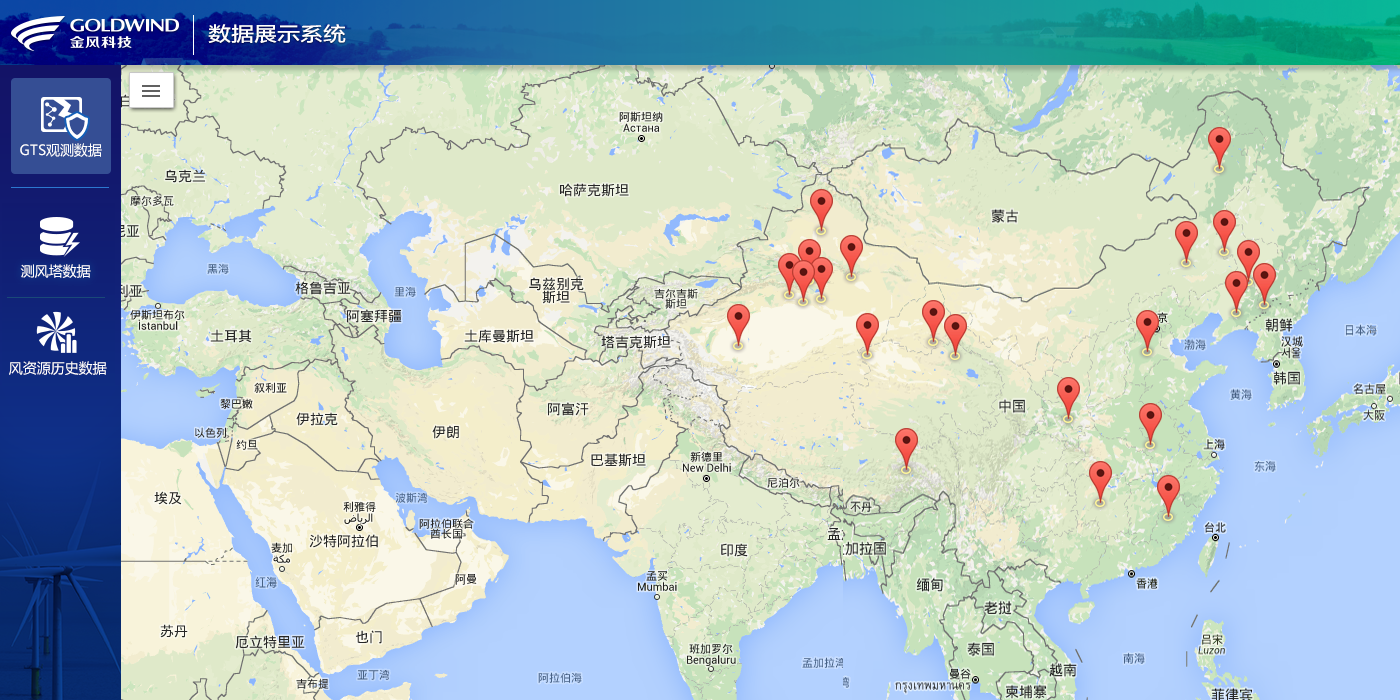 GOLDWIND
金风科技
数据展示系统
GTS观测数据
测风塔数据
风资源历史数据
阿斯坦纳
Астана
乌克兰
摩尔多瓦
哈萨克斯坦
蒙古
黑海
格鲁吉亚
里海
乌兹别克
斯坦
吉尔吉斯
斯坦
伊斯坦布尔
İstanbul
阿塞拜疆
土耳其
土库曼斯坦
塔吉克斯坦
京
渤海
朝鲜
日本海
汉城
서울
韩国
叙利亚
黎巴嫩
伊拉克
伊朗
阿富汗
中国
黄海
名古屋
大阪
以色列
约旦
巴基斯坦
新德里
New Delhi
尼泊尔
上海
东海
埃及
利雅得
الرياض
波斯湾
阿拉伯联合
酋长国
不丹
麦加
مكة
沙特阿拉伯
印度
孟
加拉国
台北
红海
阿曼
孟买
Mumbai
缅甸
香港
老挝
苏丹
厄立特里亚
也门
班加罗尔
Bengaluru
泰国
吕宋
Luzon
亚丁湾
吉布提
阿拉伯海
孟加拉湾
曼谷
กรุงเทพมหานคร
越南
南海
柬埔寨
菲律宾